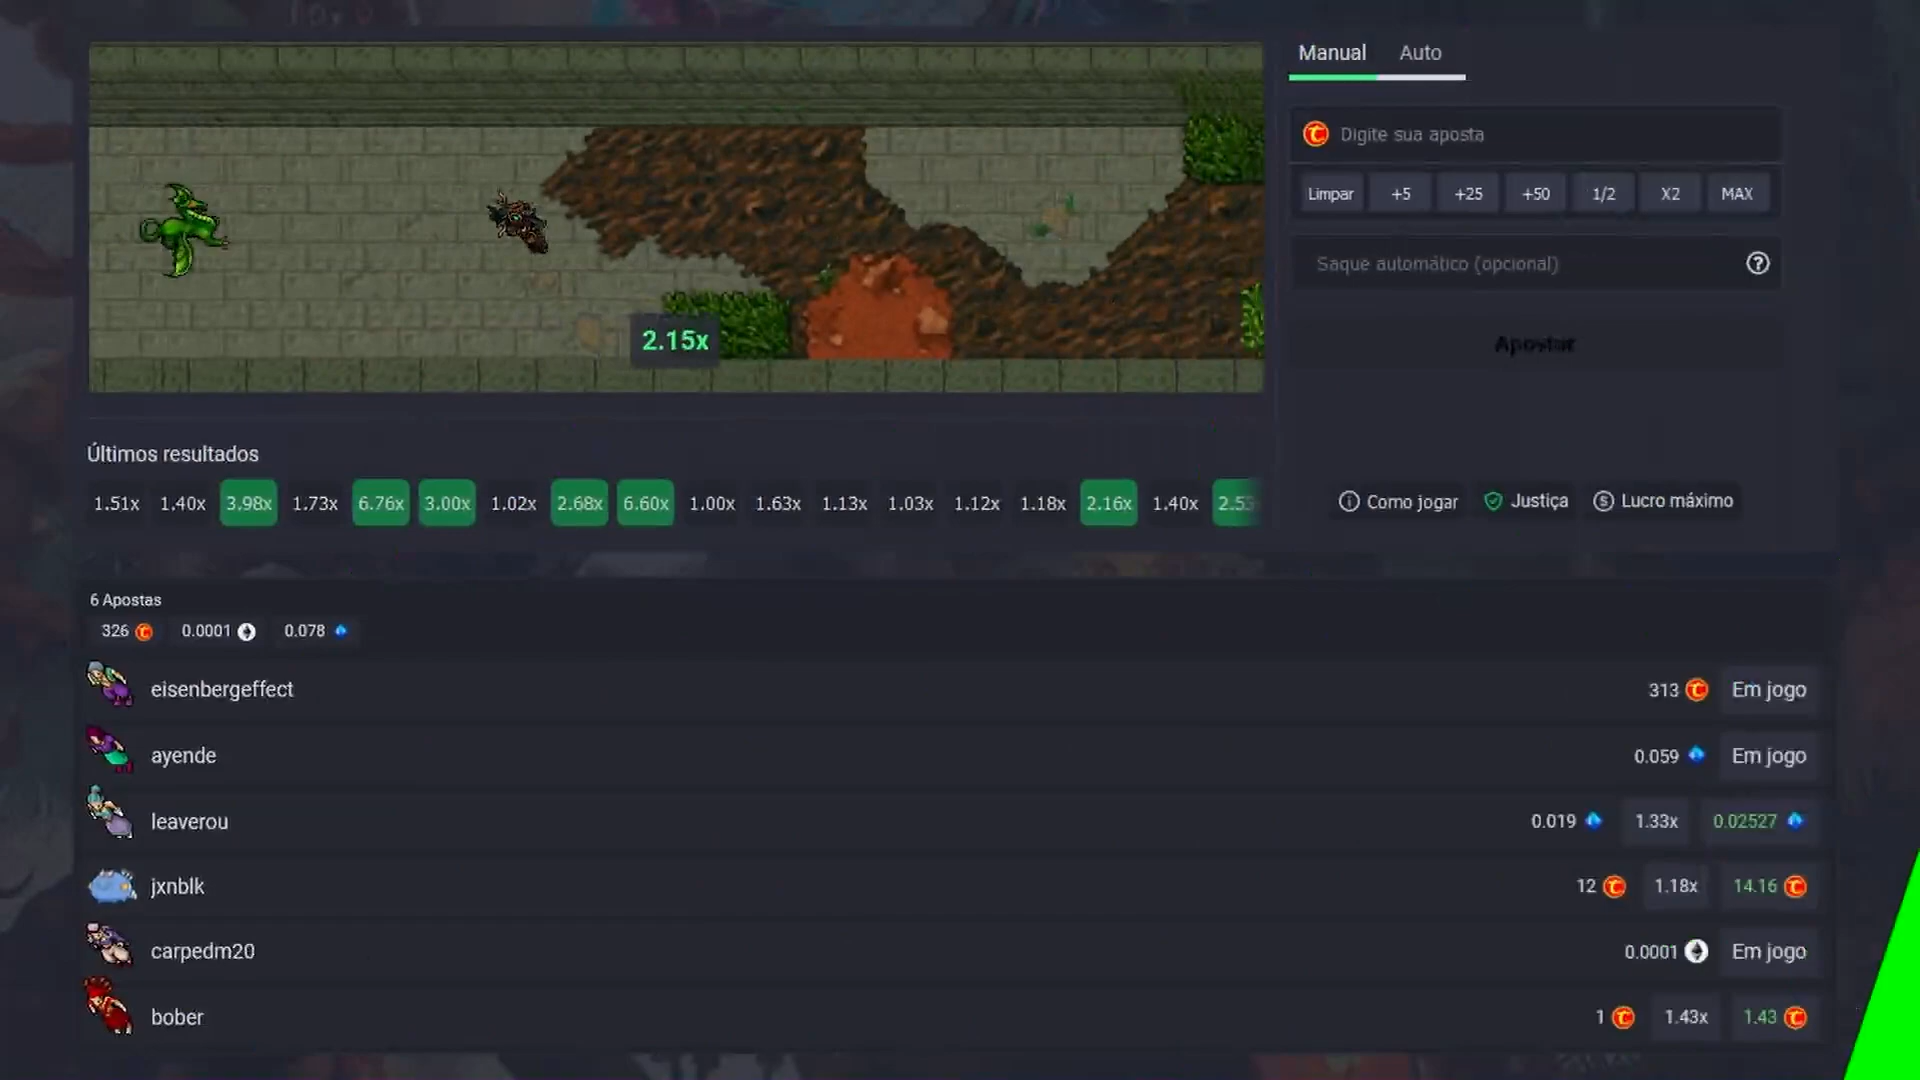 Manual Auto
Digite sua aposta
Limpar +5 +25 +50 1/2 X2 MAX
Saque automático (opcional)
2.15x
Apostar
Últimos resultados
1.51x 1.40x 3.98x 1.73x 6.76x 3.00x 1.02x 2.68x 6.60x 1.00x 1.63x 1.13x 1.03x 1.12x 1.18x 2.16x 1.40x 2.53
Como jogar Justiça Lucro máximo
6 Apostas
326 0.0001 0.078
eisenbergeffect 313 Em jogo
ayende 0.059 Em jogo
leaverou 0.019 1.33x 0.02527
jxnblk 12 1.18x 14.16
carpedm20 0.0001 Em jogo
bober 1 1.43x 1.43